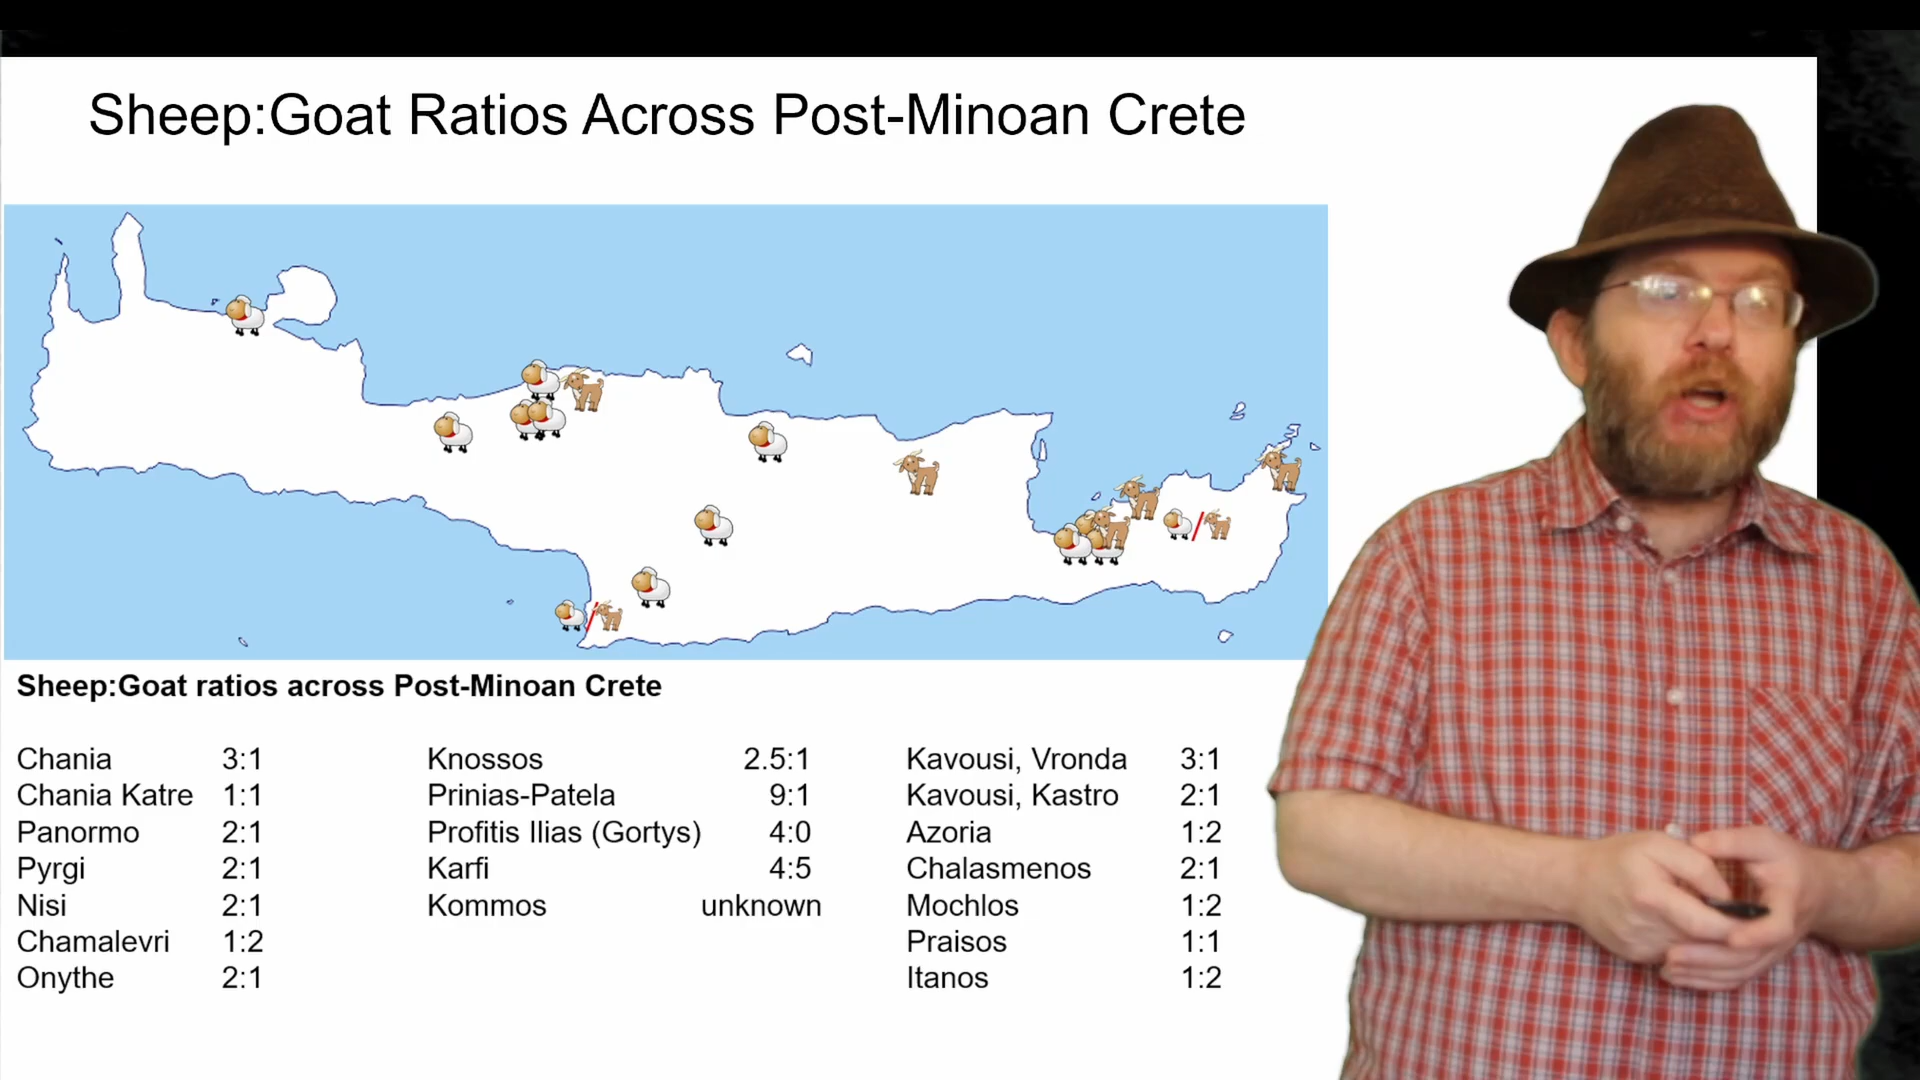 Sheep:Goat Ratios Across Post-Minoan Crete
Sheep:Goat ratios across Post-Minoan Crete
Chania 3:1
Chania Katre 1:1
Panormo 2:1
Pyrgi 2:1
Nisi 2:1
Chamalevri 1:2
Onythe 2:1
Knossos 2.5:1
Prinias-Patela 9:1
Profitis Ilias (Gortys) 4:0
Karfi 4:5
Kommos unknown
Kavousi, Vronda 3:1
Kavousi, Kastro 2:1
Azoria 1:2
Chalasmenos 2:1
Mochlos 1:2
Praisos 1:1
Itanos 1:2